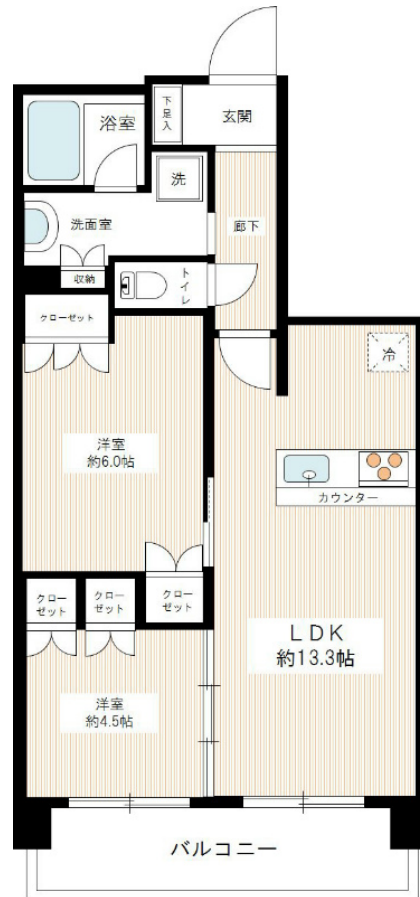 下足入
玄関
浴室
洗
洗面室
廊下
収納
トイレ
クローゼット
冷
洋室
約6.0帖
カウンター
クロー
ゼット
クロー
ゼット
クロー
ゼット
LDK
約13.3帖
洋室
約4.5帖
バルコニー